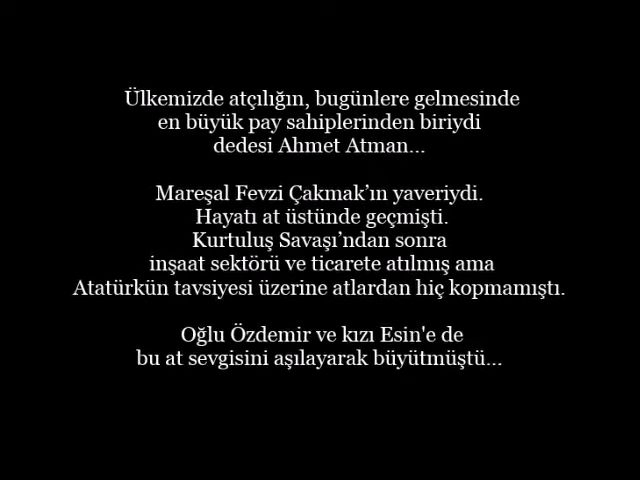 Ülkemizde atçılığın, bugünlere gelmesinde
en büyük pay sahiplerinden biriydi
dedesi Ahmet Atman...
Mareşal Fevzi Çakmak’ın yaveriydi.
Hayatı at üstünde geçmişti.
Kurtuluş Savaşı’ndan sonra
inşaat sektörü ve ticarete atılmış ama
Atatürkün tavsiyesi üzerine atlardan hiç kopmamıştı.
Oğlu Özdemir ve kızı Esin'e de
bu at sevgisini aşılayarak büyütmüştü...